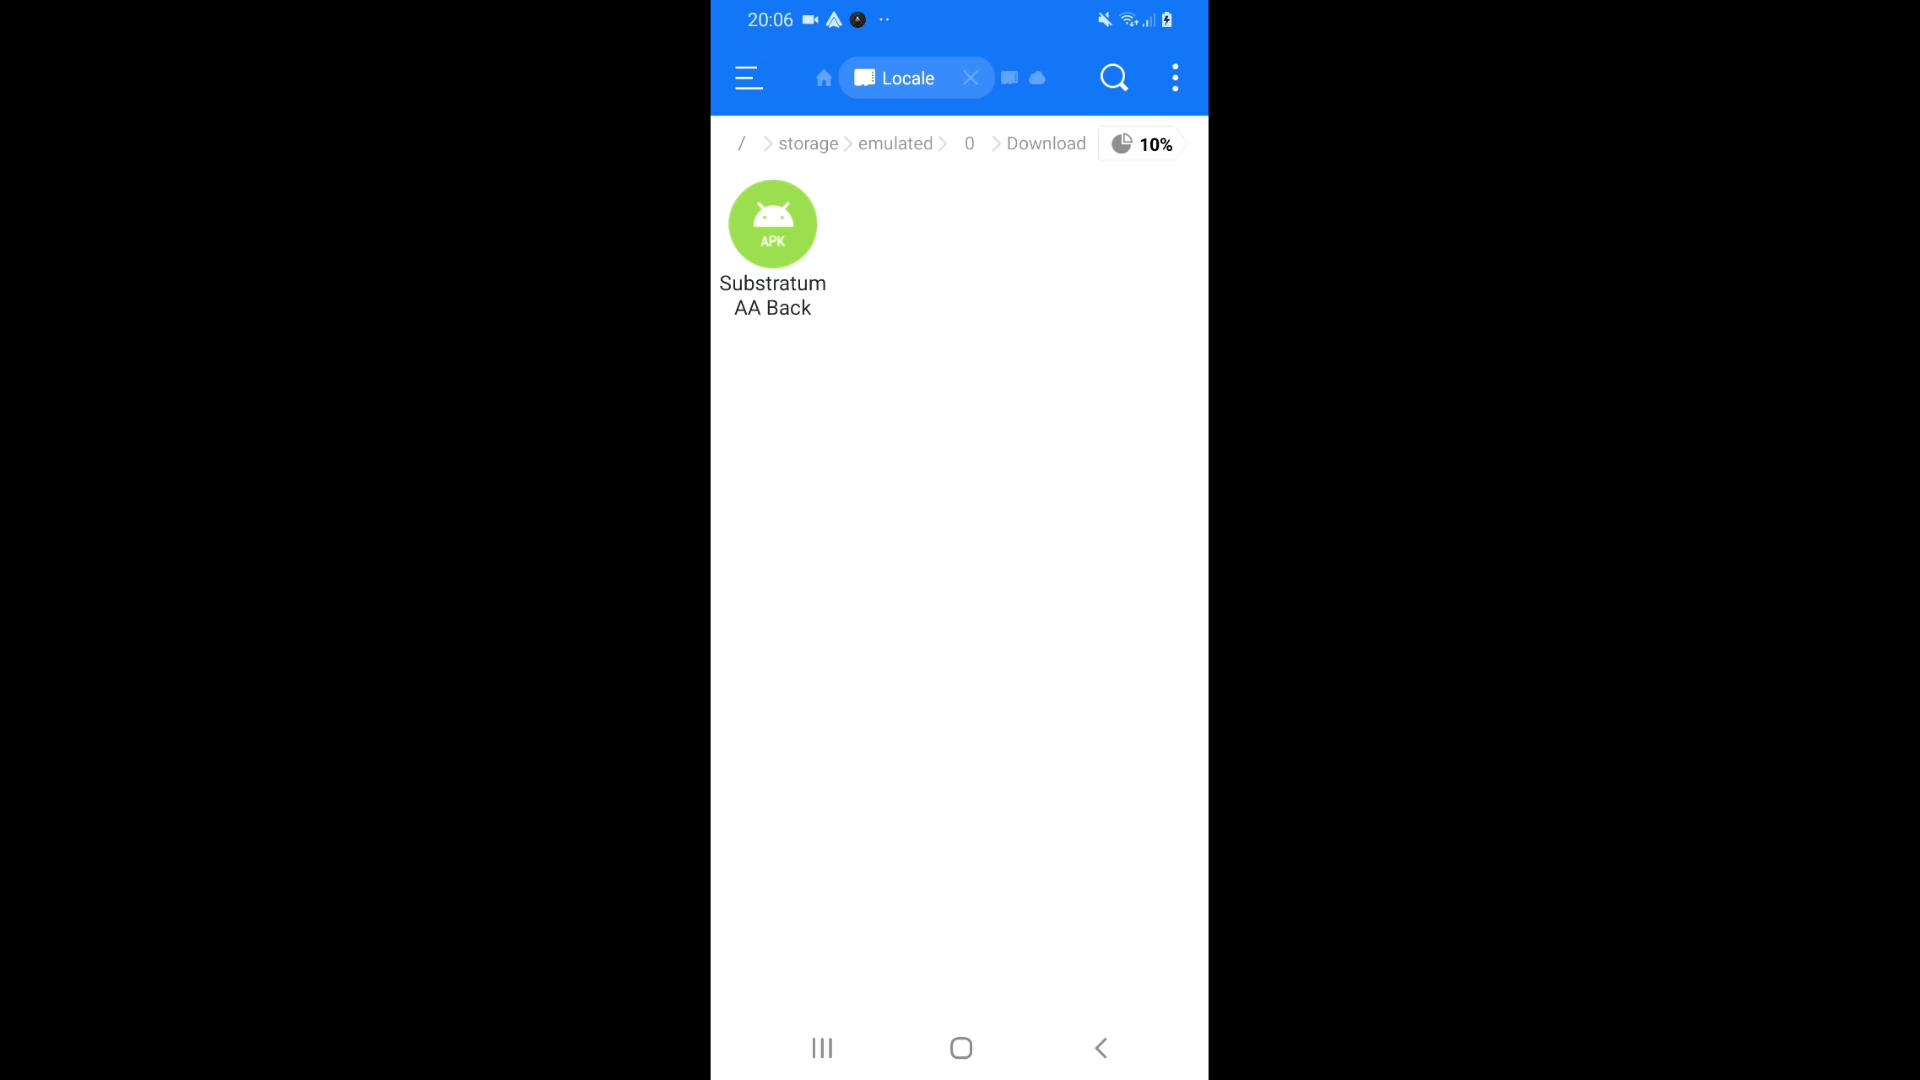 20:06
Locale
/ storage emulated 0 Download 10%
APK
Substratum
AA Back